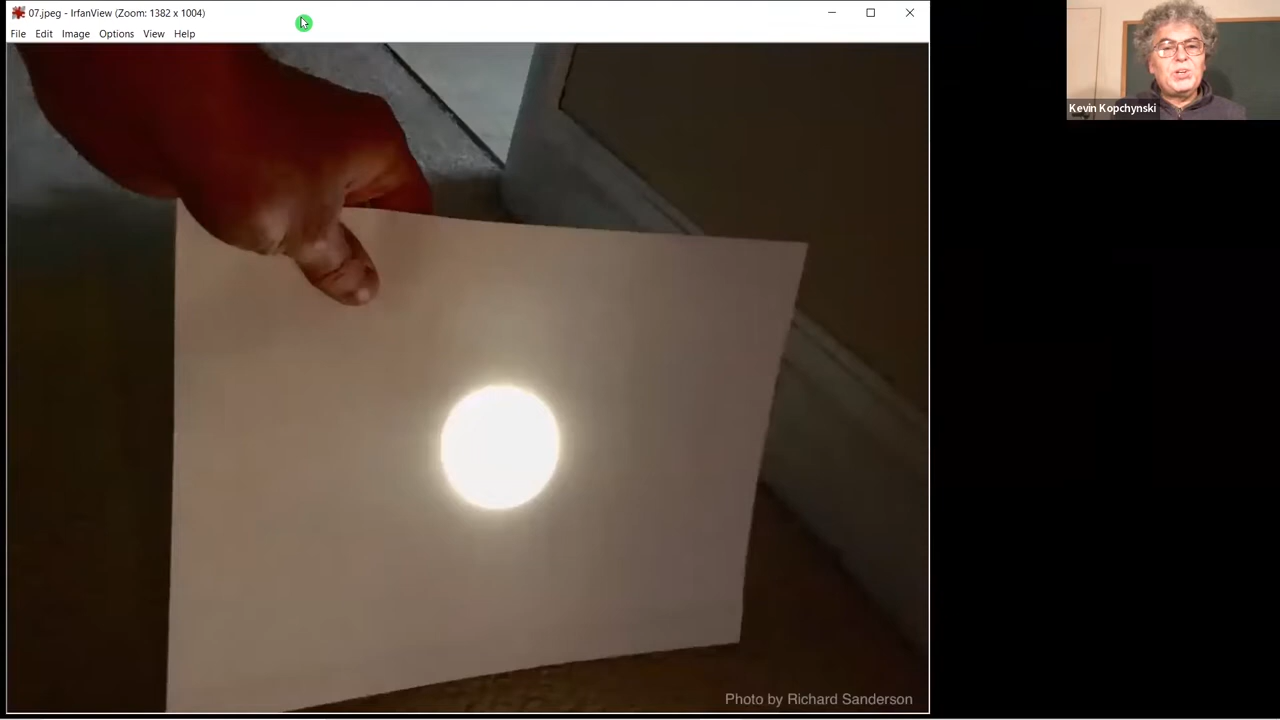 07.jpeg - IrfanView (Zoom: 1382 x 1004)
File Edit Image Options View Help
Kevin Kopchynski
Photo by Richard Sanderson